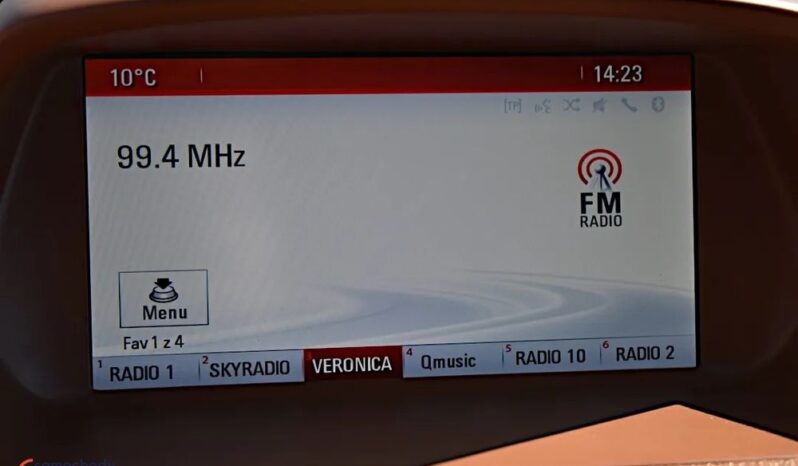 10°C 14:23
[TP]
99.4 MHz
FM
RADIO
Menu
Fav 1 z 4
1 RADIO 1 2 SKYRADIO VERONICA 4 Qmusic 5 RADIO 10 6 RADIO 2